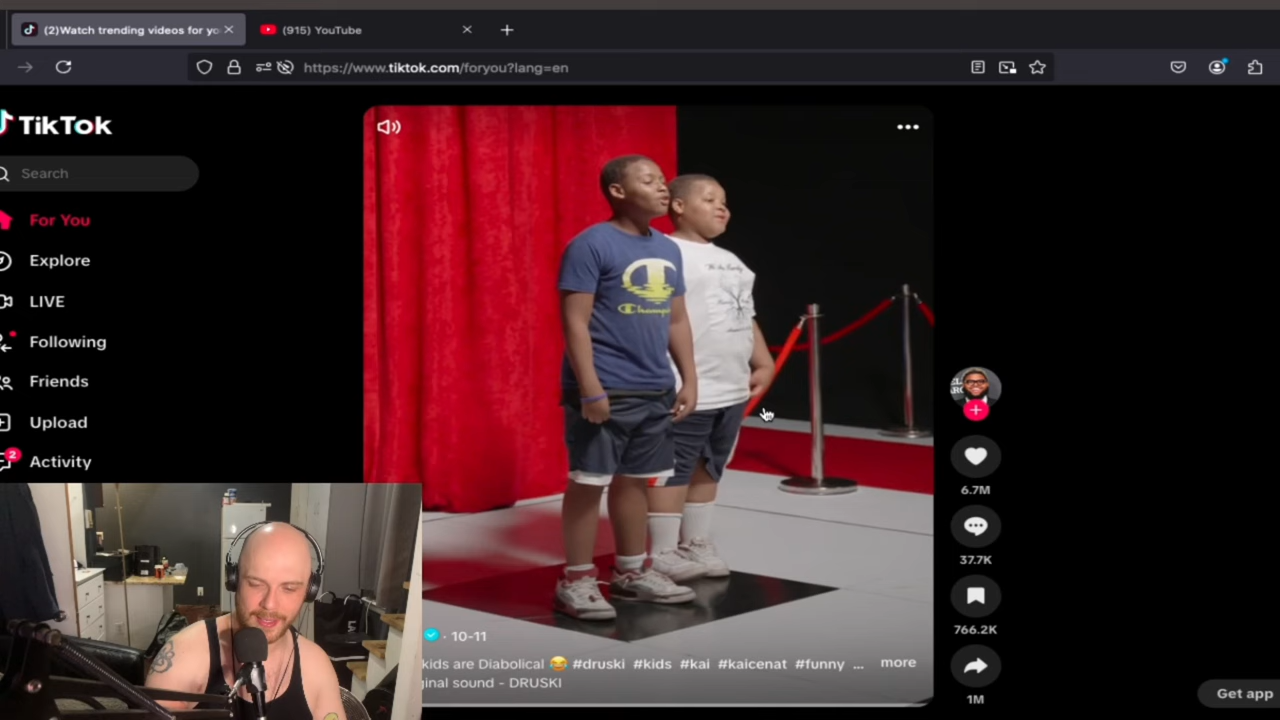 (2)Watch trending videos for yo
(915) YouTube
https://www.tiktok.com/foryou?lang=en
TikTok
Search
For You
Explore
LIVE
Following
Friends
Upload
2
Activity
Champion
6.7M
37.7K
766.2K
1M
· 10-11
kids are Diabolical 😂 #druski #kids #kai #kaicenat #funny ... more
ginal sound - DRUSKI
Get app